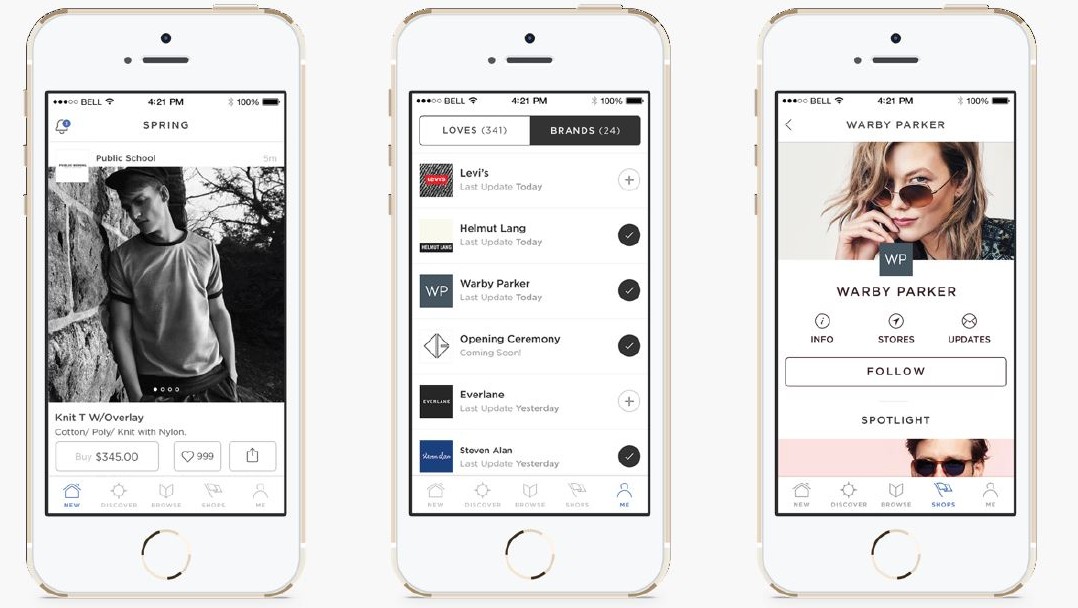 BELL 4:21 PM 100%
1
SPRING
PUBLIC SCHOOL
Public School 5m
Knit T W/Overlay
Cotton/ Poly/ Knit with Nylon.
Buy $345.00
999
NEW DISCOVER BROWSE SHOPS ME
BELL 4:21 PM 100%
LOVES (341) BRANDS (24)
LEVI'S
Levi's
Last Update Today
HELMUT LANG
Helmut Lang
Last Update Today
WP
Warby Parker
Last Update Today
Opening Ceremony
Coming Soon!
EVERLANE
Everlane
Last Update Yesterday
steven alan
Steven Alan
Last Update Yesterday
NEW DISCOVER BROWSE SHOPS ME
BELL 4:21 PM 100%
WARBY PARKER
WP
WARBY PARKER
INFO STORES UPDATES
FOLLOW
SPOTLIGHT
NEW DISCOVER BROWSE SHOPS ME